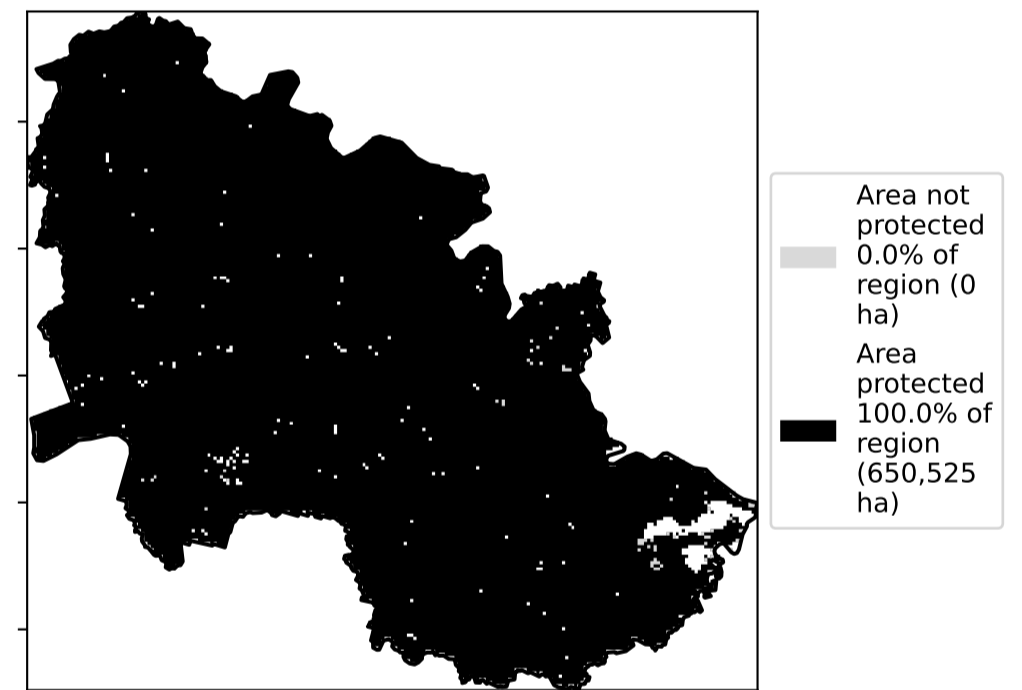 Area not
protected
0.0% of
region (0
ha)
Area
protected
100.0% of
region
(650,525
ha)